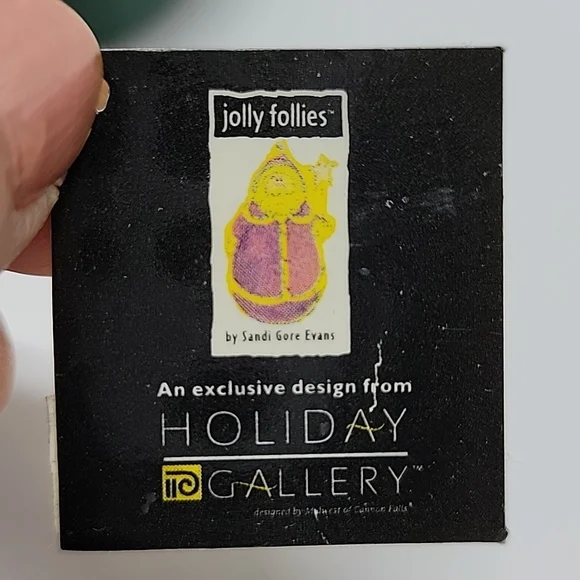 jolly follies™
by Sandi Gore Evans
An exclusive design from
HOLIDAY
GALLERY™
designed by Midwest of Cannon Falls